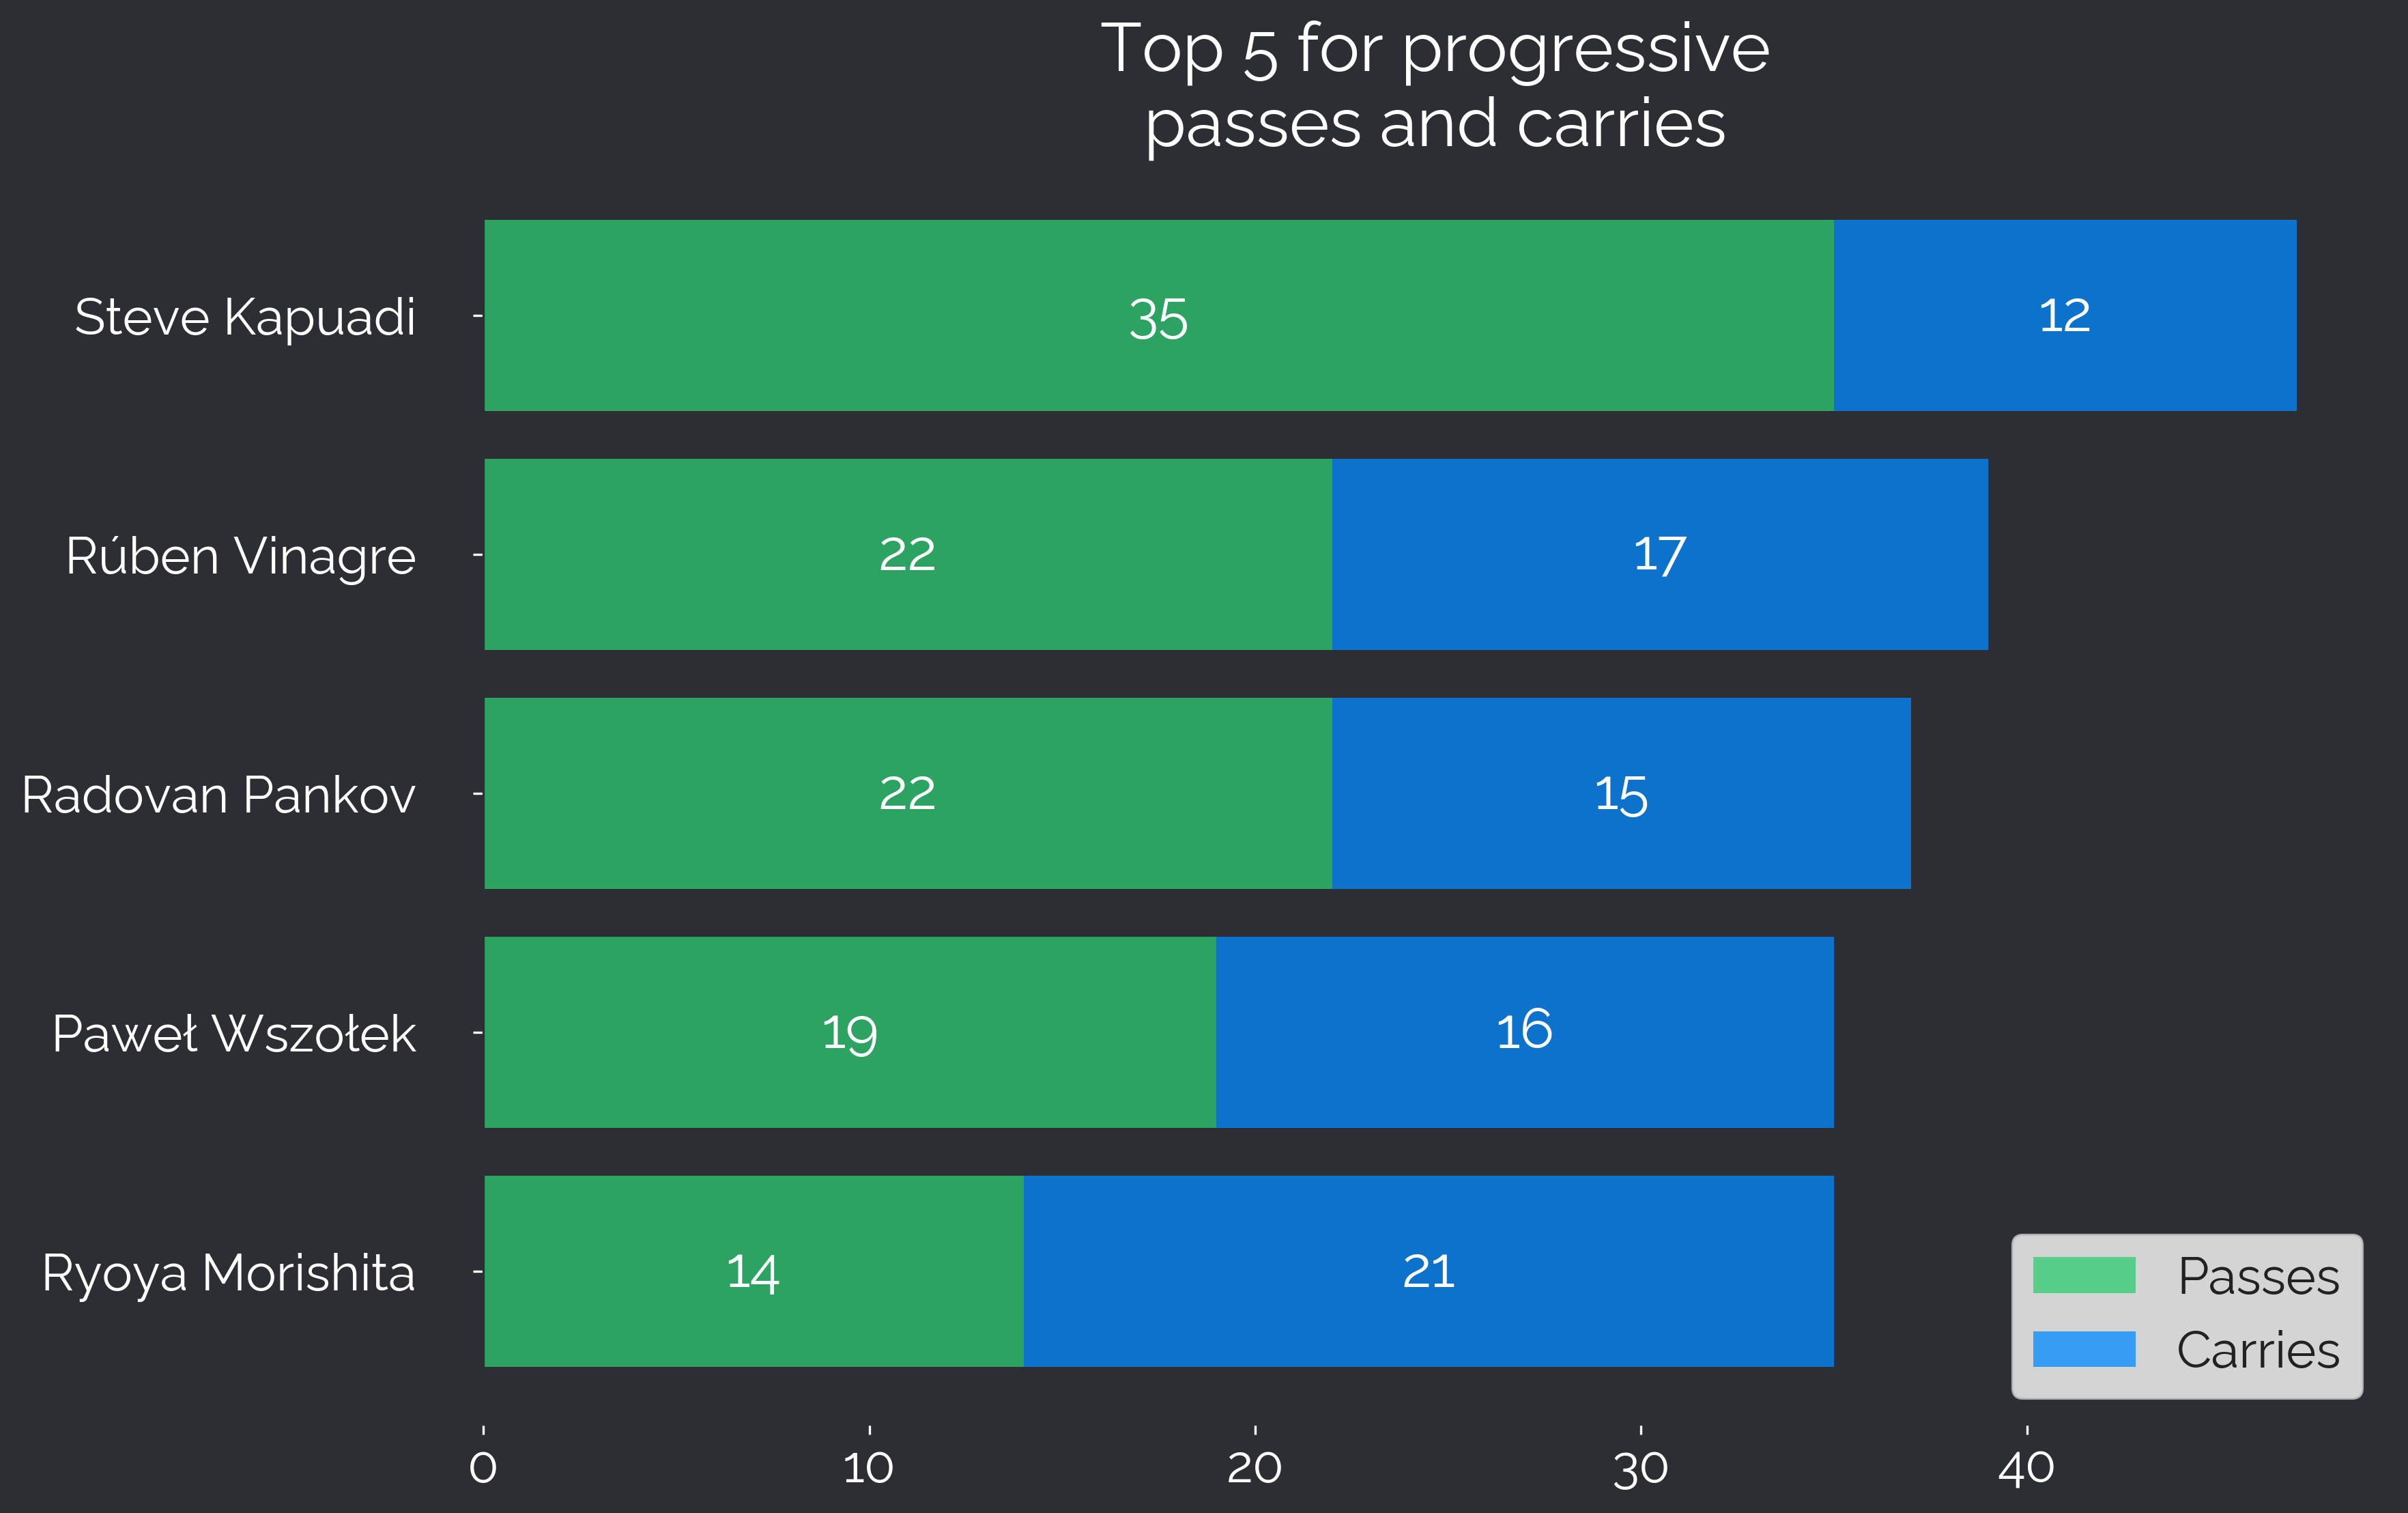 Top 5 for progressive
passes and carries
Steve Kapuadi
35
12
Rúben Vinagre
22
17
Radovan Pankov
22
15
Paweł Wszołek
19
16
Ryoya Morishita
14
21
Passes
Carries
0 10 20 30 40